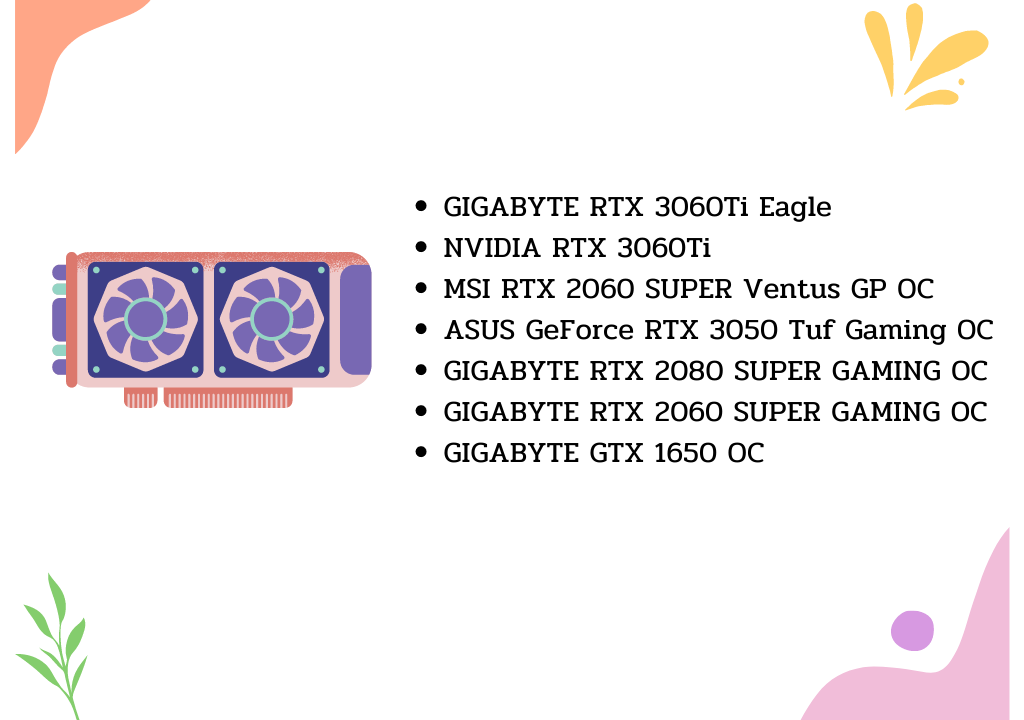 GIGABYTE RTX 3060Ti Eagle
NVIDIA RTX 3060Ti
MSI RTX 2060 SUPER Ventus GP OC
ASUS GeForce RTX 3050 Tuf Gaming OC
GIGABYTE RTX 2080 SUPER GAMING OC
GIGABYTE RTX 2060 SUPER GAMING OC
GIGABYTE GTX 1650 OC